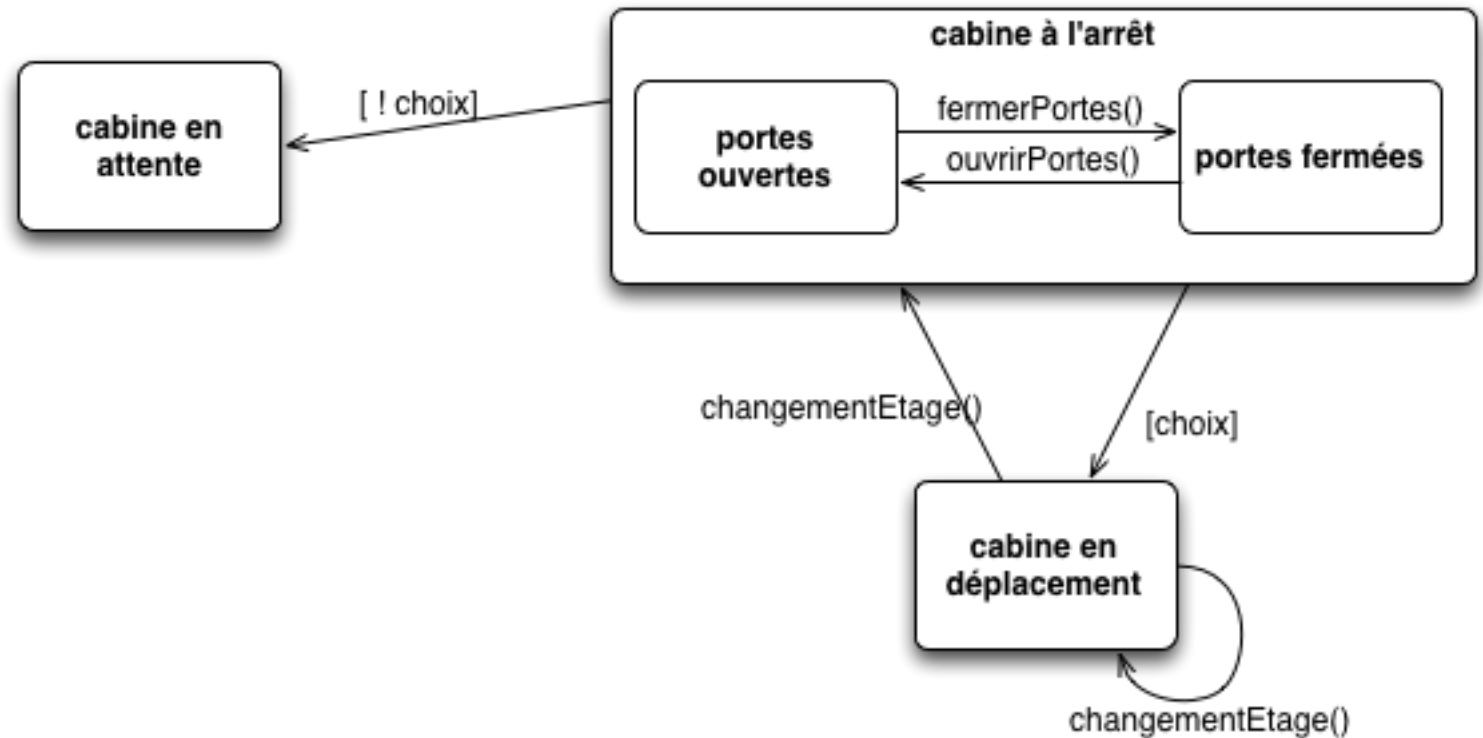 cabine à l'arrêt
cabine en
attente
[ ! choix]
portes
ouvertes
fermerPortes()
ouvrirPortes()
portes fermées
changementEtage()
[choix]
cabine en
déplacement
changementEtage()